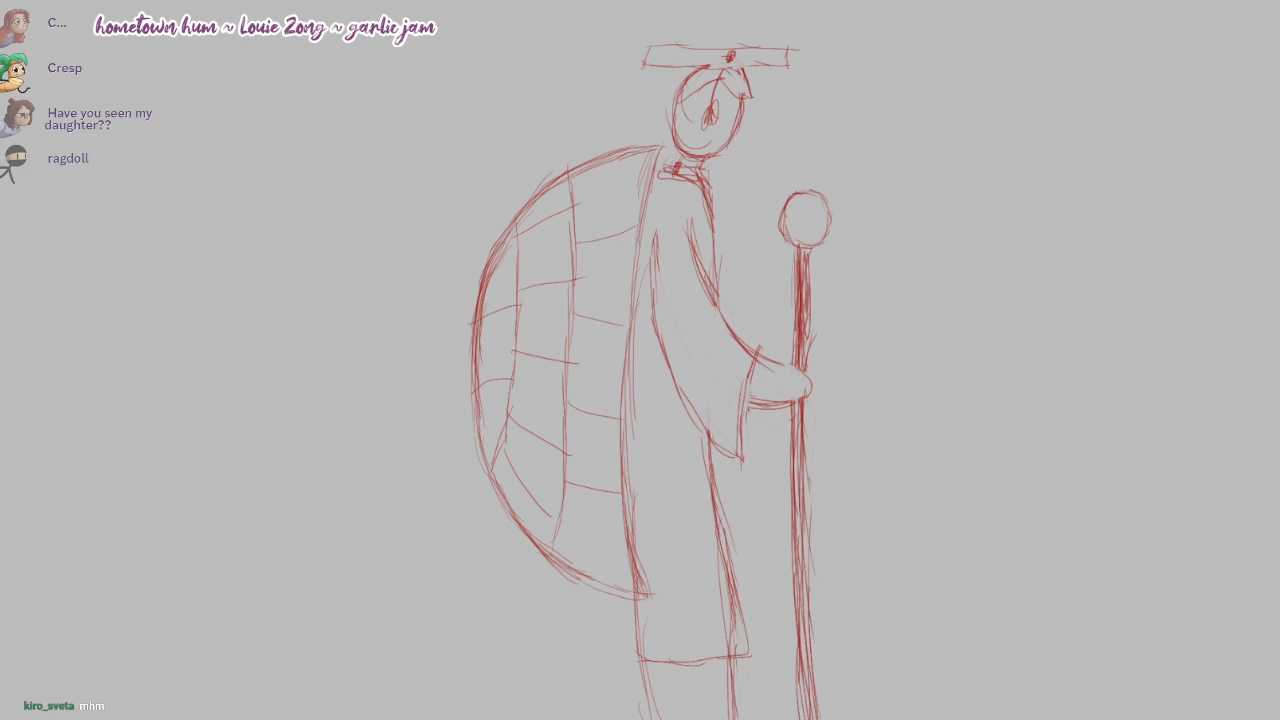 C...
hometown hum ~ Louie Zong ~ garlic jam
Cresp
Have you seen my
daughter??
ragdoll
kiro_sveta mhm